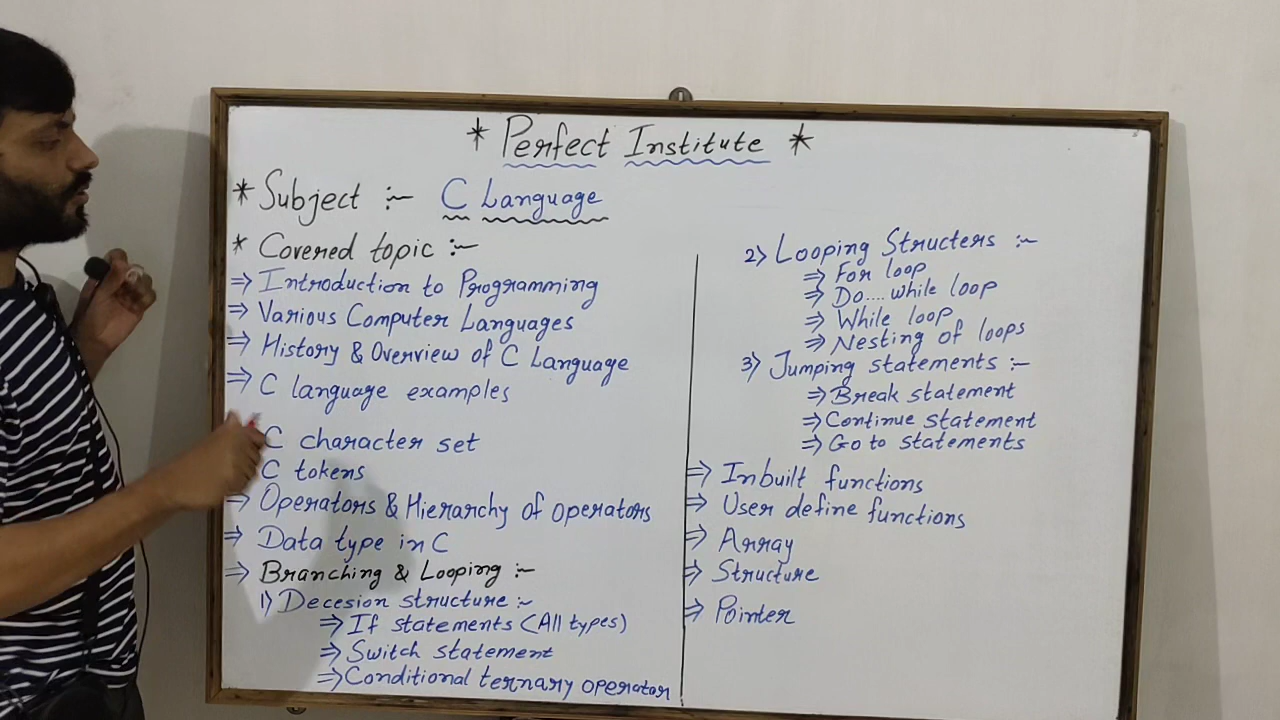 * Perfect Institute *
* Subject :- C Language
* Covered topic :-
⇒ Introduction to Programming
⇒ Various Computer Languages
⇒ History & Overview of C Language
⇒ C language examples
C character set
C tokens
⇒ Operators & Hierarchy of operators
⇒ Data type in C
⇒ Branching & Looping :-
1) Decesion structure :-
⇒ If statements (All types)
⇒ Switch statement
⇒ Conditional ternary operator
2) Looping Structers :-
⇒ For loop
⇒ Do.... while loop
⇒ While loop
⇒ Nesting of loops
3) Jumping statements :-
⇒ Break statement
⇒ Continue statement
⇒ Go to statements
⇒ Inbuilt functions
⇒ User define functions
⇒ Array
⇒ Structure
⇒ Pointer